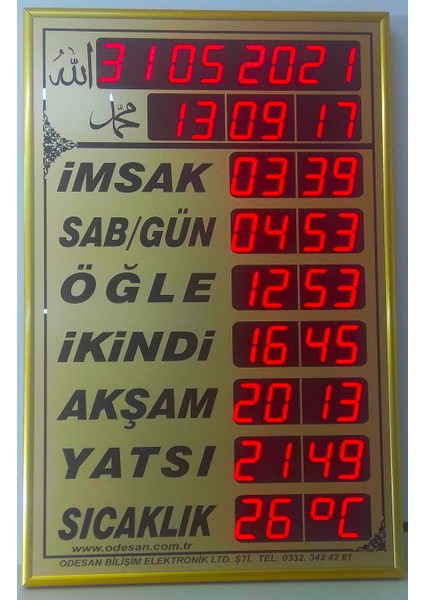 الله 31 05 2021
محمد 13 09 17
İMSAK 03 39
SAB/GÜN 04 53
ÖĞLE 12 53
İKİNDİ 16 45
AKŞAM 20 13
YATSI 21 49
SICAKLIK 26 ºC
www.odesan.com.tr
ODESAN BİLİŞİM ELEKTRONİK LTD. ŞTİ. TEL: 0332. 342 42 81